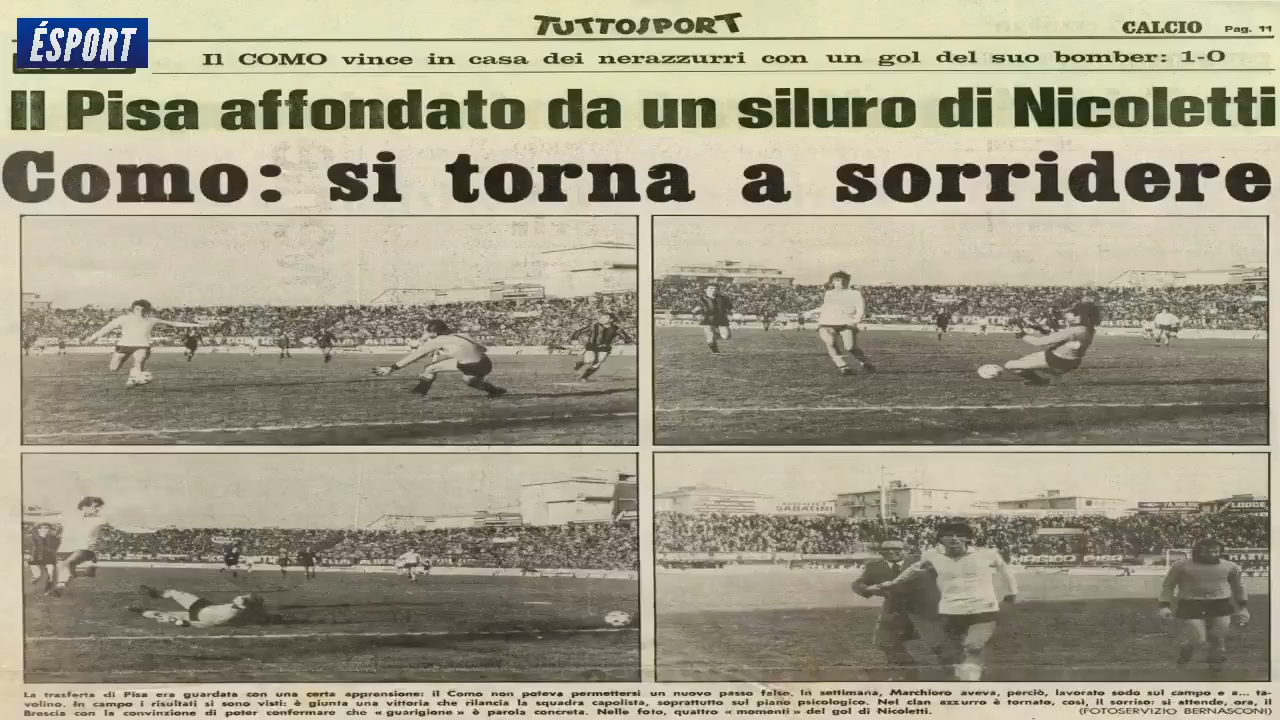 ÉSPORT
TUTTOSPORT
CALCIO Pag. 11
Il COMO vince in casa dei nerazzurri con un gol del suo bomber: 1-0
Il Pisa affondato da un siluro di Nicoletti
Como: si torna a sorridere
SABATINI
LODGE
La trasferta di Pisa era guardata con una certa apprensione: il Como non poteva permettersi un nuovo passo falso. In settimana, Marchioro aveva, perciò, lavorato sodo sul campo e a... ta-
volino. In campo i risultati si sono visti: è giunta una vittoria che rilancia la squadra capolista, soprattutto sul piano psicologico. Nel clan azzurro è tornato, così, il sorriso: si attende, ora, il
Brescia con la convinzione di poter confermare che « guarigione » è parola concreta. Nelle foto, quattro « momenti » del gol di Nicoletti.
(FOTOSERVIZIO BERNASCONI)